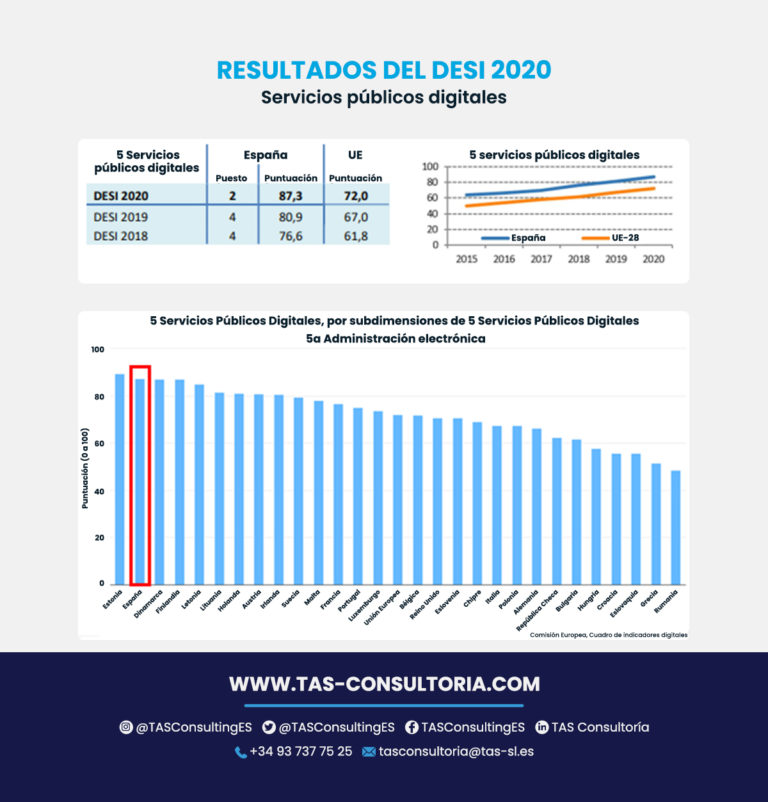 RESULTADOS DEL DESI 2020
Servicios públicos digitales
5 Servicios públicos digitales España UE
Puesto Puntuación Puntuación
DESI 2020 2 87,3 72,0
DESI 2019 4 80,9 67,0
DESI 2018 4 76,6 61,8
5 servicios públicos digitales
100
80
60
40
20
0
España UE-28
2015 2016 2017 2018 2019 2020
5 Servicios Públicos Digitales, por subdimensiones de 5 Servicios Públicos Digitales
5a Administración electrónica
Puntuación (0 a 100)
100
80
60
40
20
0
Estonia España Dinamarca Finlandia Letonia Lituania Holanda Austria Irlanda Suecia Malta Francia Portugal Luxemburgo Unión Europea Bélgica Reino Unido Eslovenia Chipre Italia Polonia Alemania República Checa Bulgaria Hungría Croacia Eslovaquia Grecia Rumania
Comisión Europea, Cuadro de indicadores digitales
WWW.TAS-CONSULTORIA.COM
@TASConsultingES @TASConsultingES TASConsultingES TAS Consultoría
+34 93 737 75 25 tasconsultoria@tas-sl.es